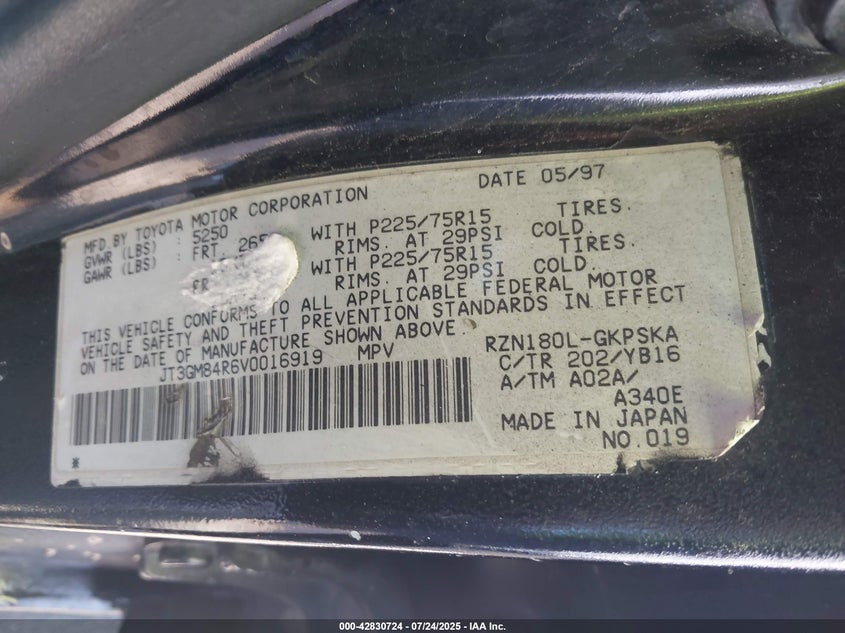 MFD BY TOYOTA MOTOR CORPORATION DATE 05/97
GVWR (LBS) : 5250 WITH P225/75R15 TIRES.
GAWR (LBS) : FRT. RIMS. AT 29PSI COLD.
WITH P225/75R15 TIRES.
RR RIMS. AT 29PSI COLD.
THIS VEHICLE CONFORMS TO ALL APPLICABLE FEDERAL MOTOR
VEHICLE SAFETY AND THEFT PREVENTION STANDARDS IN EFFECT
ON THE DATE OF MANUFACTURE SHOWN ABOVE.
JT3GM84R6V0016919 MPV
RZN180L-GKPSKA
C/TR 202/YB16
A/TM A02A/
A340E
MADE IN JAPAN
NO.019
*
000-42830724 | 07/24/2025 - IAA Inc.